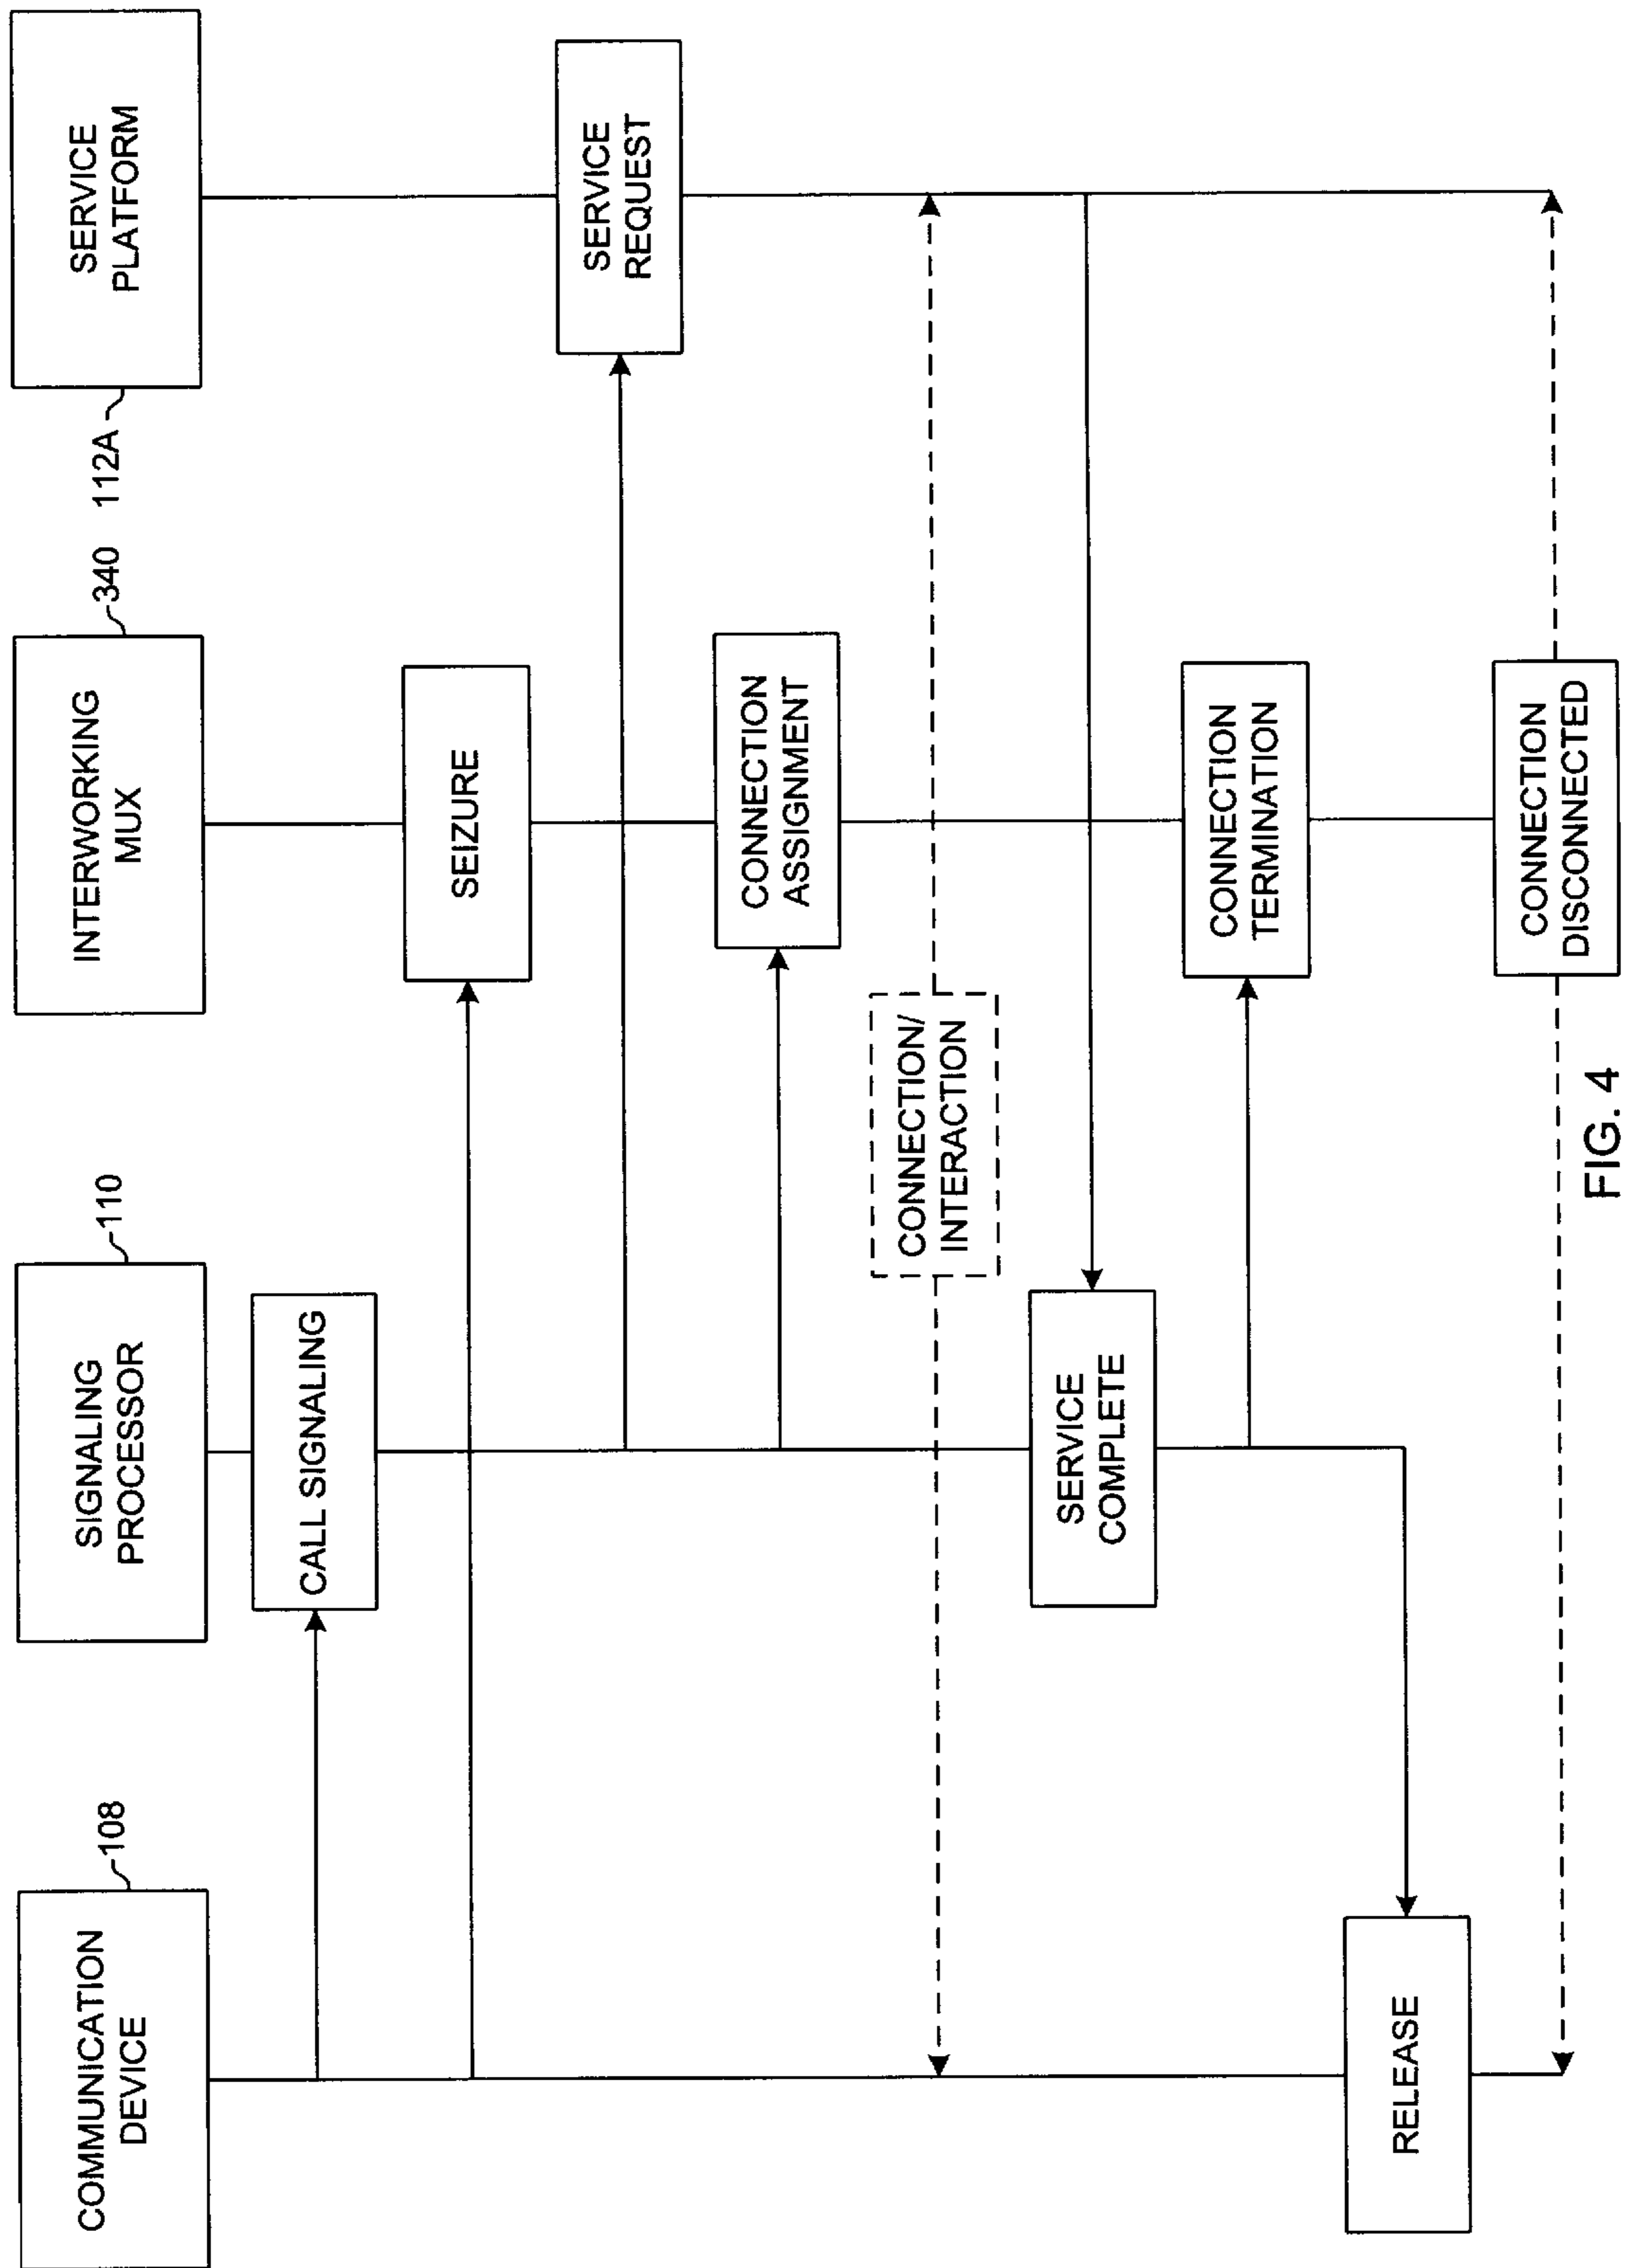 COMMUNICATION
DEVICE
108
SIGNALING
PROCESSOR
110
INTERWORKING
MUX
340
SERVICE
PLATFORM
112A
CALL SIGNALING
SEIZURE
SERVICE
REQUEST
CONNECTION
ASSIGNMENT
CONNECTION/
INTERACTION
SERVICE
COMPLETE
CONNECTION
TERMINATION
RELEASE
CONNECTION
DISCONNECTED
FIG. 4